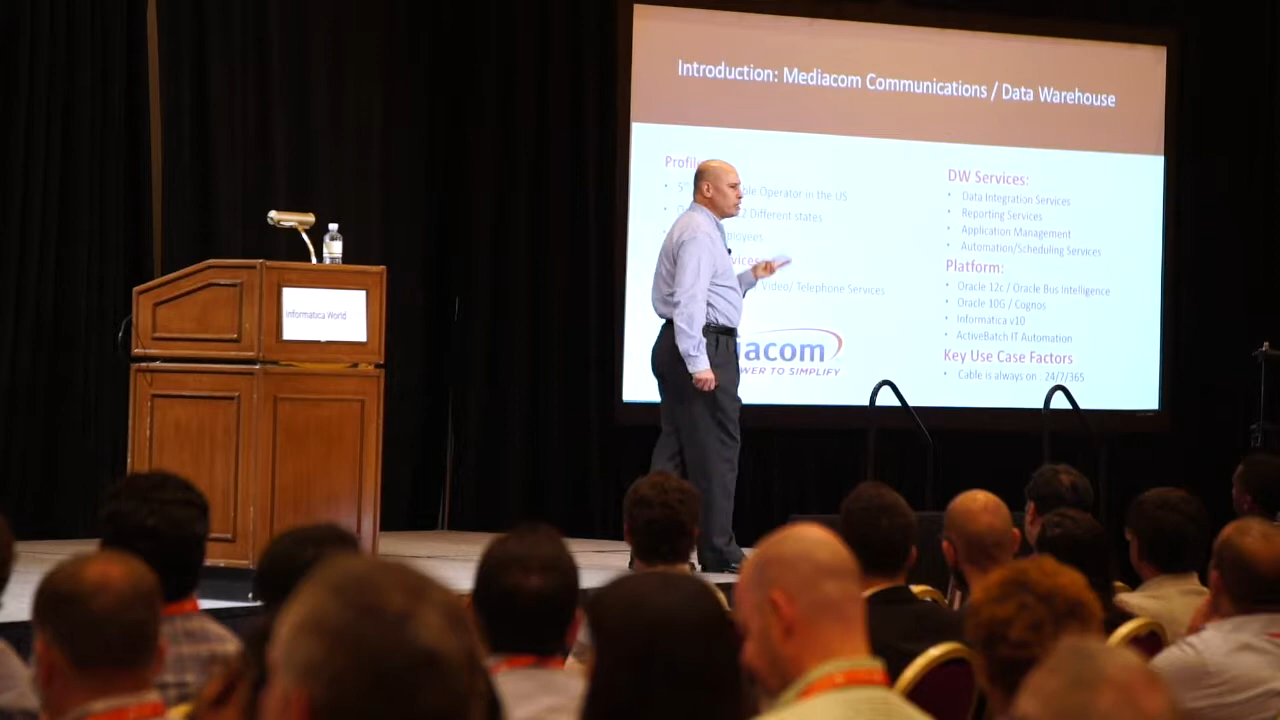 Introduction: Mediacom Communications / Data Warehouse
Profil
5 ble Operator in the US
2 Different states
ployees
vices
Video/ Telephone Services
iacom
WER TO SIMPLIFY
DW Services:
Data Integration Services
Reporting Services
Application Management
Automation/Scheduling Services
Platform:
Oracle 12c / Oracle Bus Intelligence
Oracle 10G / Cognos
Informatica v10
ActiveBatch IT Automation
Key Use Case Factors
Cable is always on : 24/7/365
Informatica World